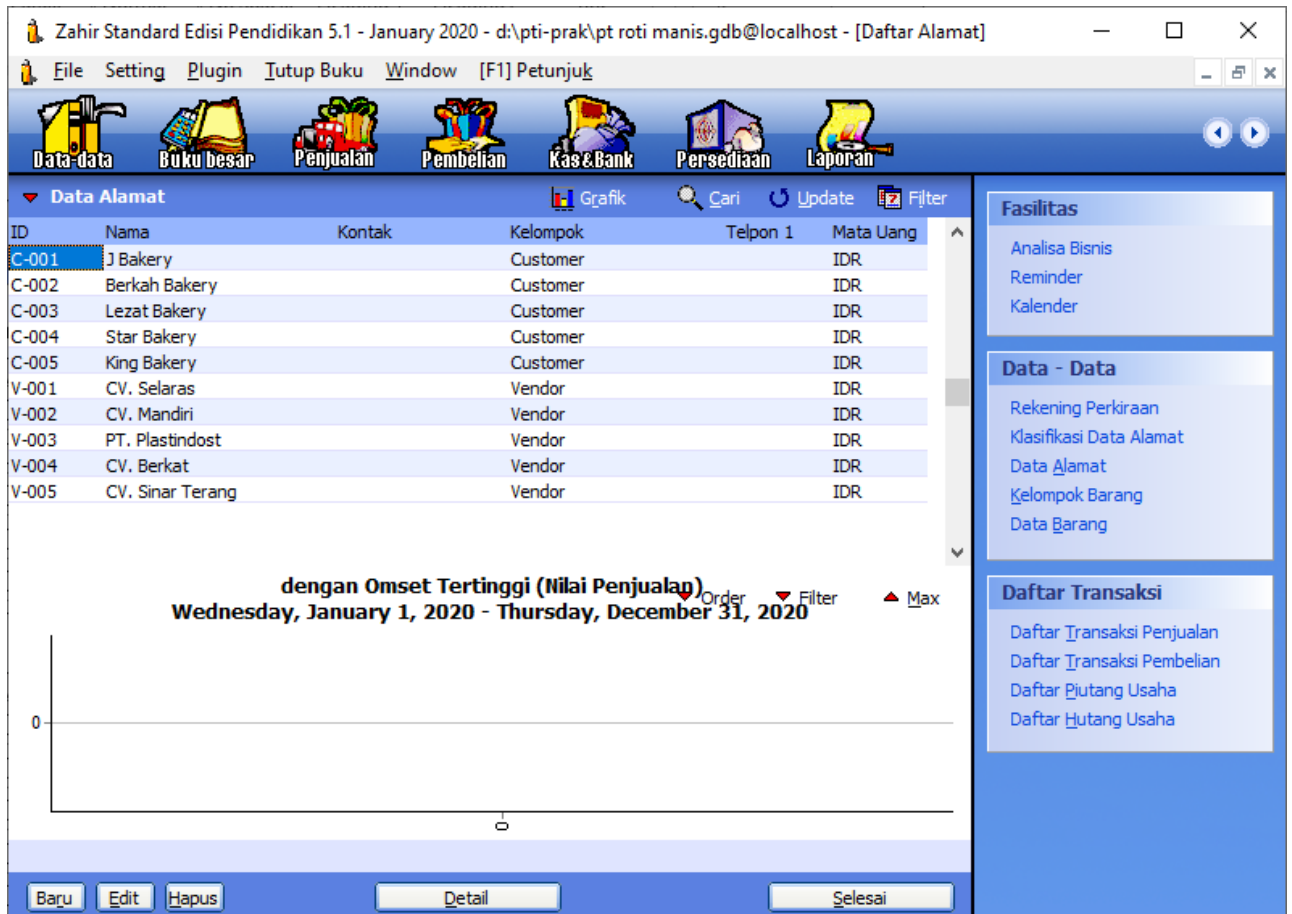 Zahir Standard Edisi Pendidikan 5.1 - January 2020 - d:\pti-prak\pt roti manis.gdb@localhost - [Daftar Alamat]
File Setting Plugin Tutup Buku Window [F1] Petunjuk
Data-data Buku besar Penjualan Pembelian Kas&Bank Persediaan Laporan
Data Alamat Grafik Cari Update Filter
ID Nama Kontak Kelompok Telpon 1 Mata Uang
C-001 J Bakery Customer IDR
C-002 Berkah Bakery Customer IDR
C-003 Lezat Bakery Customer IDR
C-004 Star Bakery Customer IDR
C-005 King Bakery Customer IDR
V-001 CV. Selaras Vendor IDR
V-002 CV. Mandiri Vendor IDR
V-003 PT. Plastindost Vendor IDR
V-004 CV. Berkat Vendor IDR
V-005 CV. Sinar Terang Vendor IDR
dengan Omset Tertinggi (Nilai Penjualan)
Wednesday, January 1, 2020 - Thursday, December 31, 2020
Order Filter Max
0
0
Baru Edit Hapus Detail Selesai
Fasilitas
Analisa Bisnis
Reminder
Kalender
Data - Data
Rekening Perkiraan
Klasifikasi Data Alamat
Data Alamat
Kelompok Barang
Data Barang
Daftar Transaksi
Daftar Transaksi Penjualan
Daftar Transaksi Pembelian
Daftar Piutang Usaha
Daftar Hutang Usaha